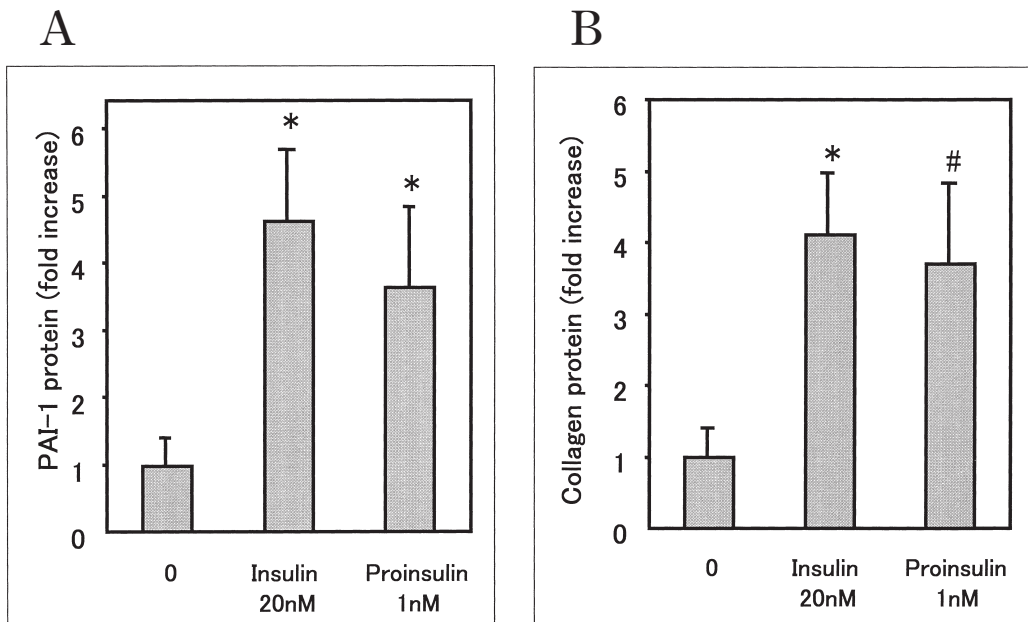 A
PAI-1 protein (fold increase)
6
5
4
3
2
1
0
*
*
0
Insulin
20nM
Proinsulin
1nM
B
Collagen protein (fold increase)
6
5
4
3
2
1
0
*
#
0
Insulin
20nM
Proinsulin
1nM